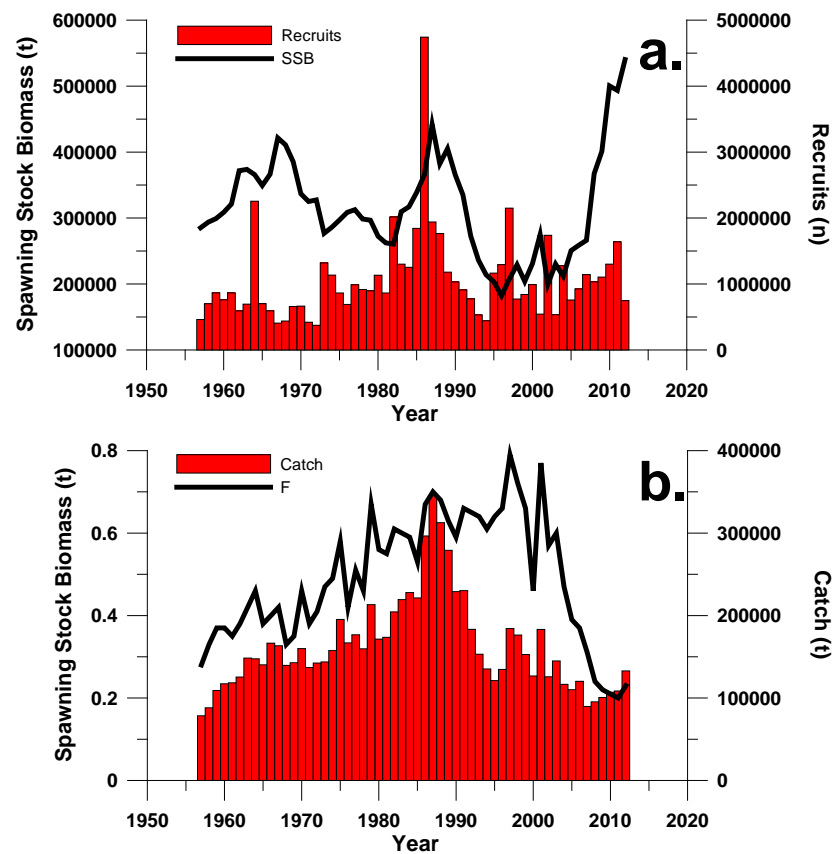 600000
500000
400000
300000
200000
100000
Spawning Stock Biomass (t)
Recruits
SSB
a.
5000000
4000000
3000000
2000000
1000000
0
Recruits (n)
1950 1960 1970 1980 1990 2000 2010 2020
Year
0.8
0.6
0.4
0.2
0
Spawning Stock Biomass (t)
Catch
F
b.
400000
300000
200000
100000
0
Catch (t)
1950 1960 1970 1980 1990 2000 2010 2020
Year